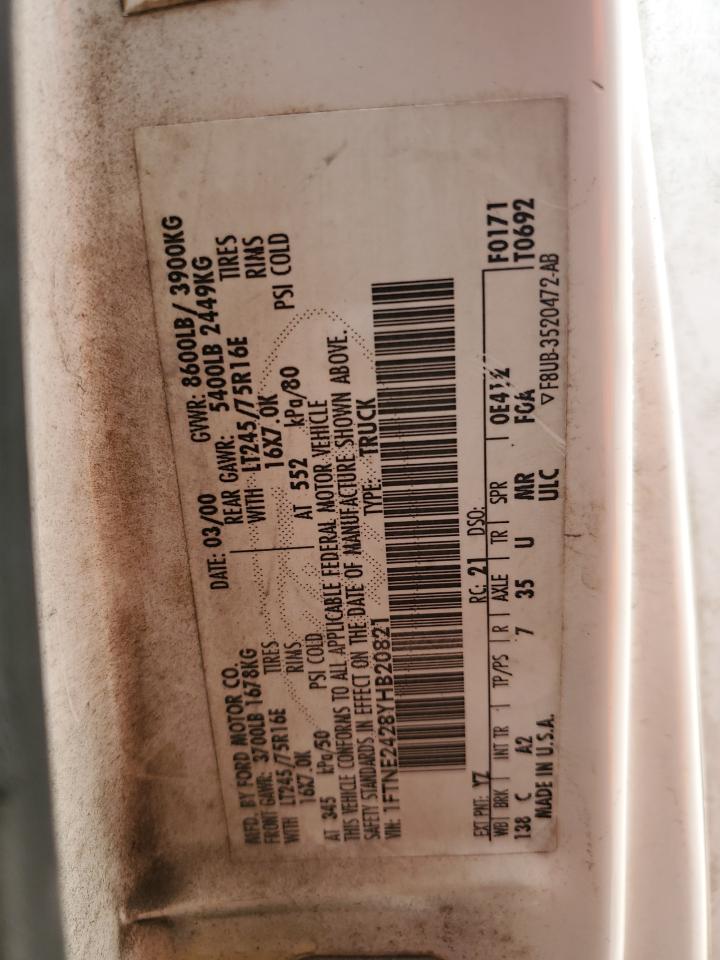 MFD. BY FORD MOTOR CO. DATE: 03/00 GVWR: 8600LB/ 3900KG
FRONT GAWR: 3700LB 1678KG REAR GAWR: 5400LB 2449KG
WITH LT245/75R16E TIRES WITH LT245/75R16E TIRES
16X7.0K RIMS 16X7.0K RIMS
AT 345 kPa/50 PSI COLD AT 552 kPa/80 PSI COLD
THIS VEHICLE CONFORMS TO ALL APPLICABLE FEDERAL MOTOR VEHICLE
SAFETY STANDARDS IN EFFECT ON THE DATE OF MANUFACTURE SHOWN ABOVE.
VIN: 1FTNE2428YHB20821 TYPE: TRUCK
EXT PNT: YZ RC: 21 DSO: F0171
WB BRK INT TR TP/PS R AXLE TR SPR T0692
138 C A2 7 35 U MR FGA
MADE IN U.S.A. ULC ▽F8UB-3520472-AB